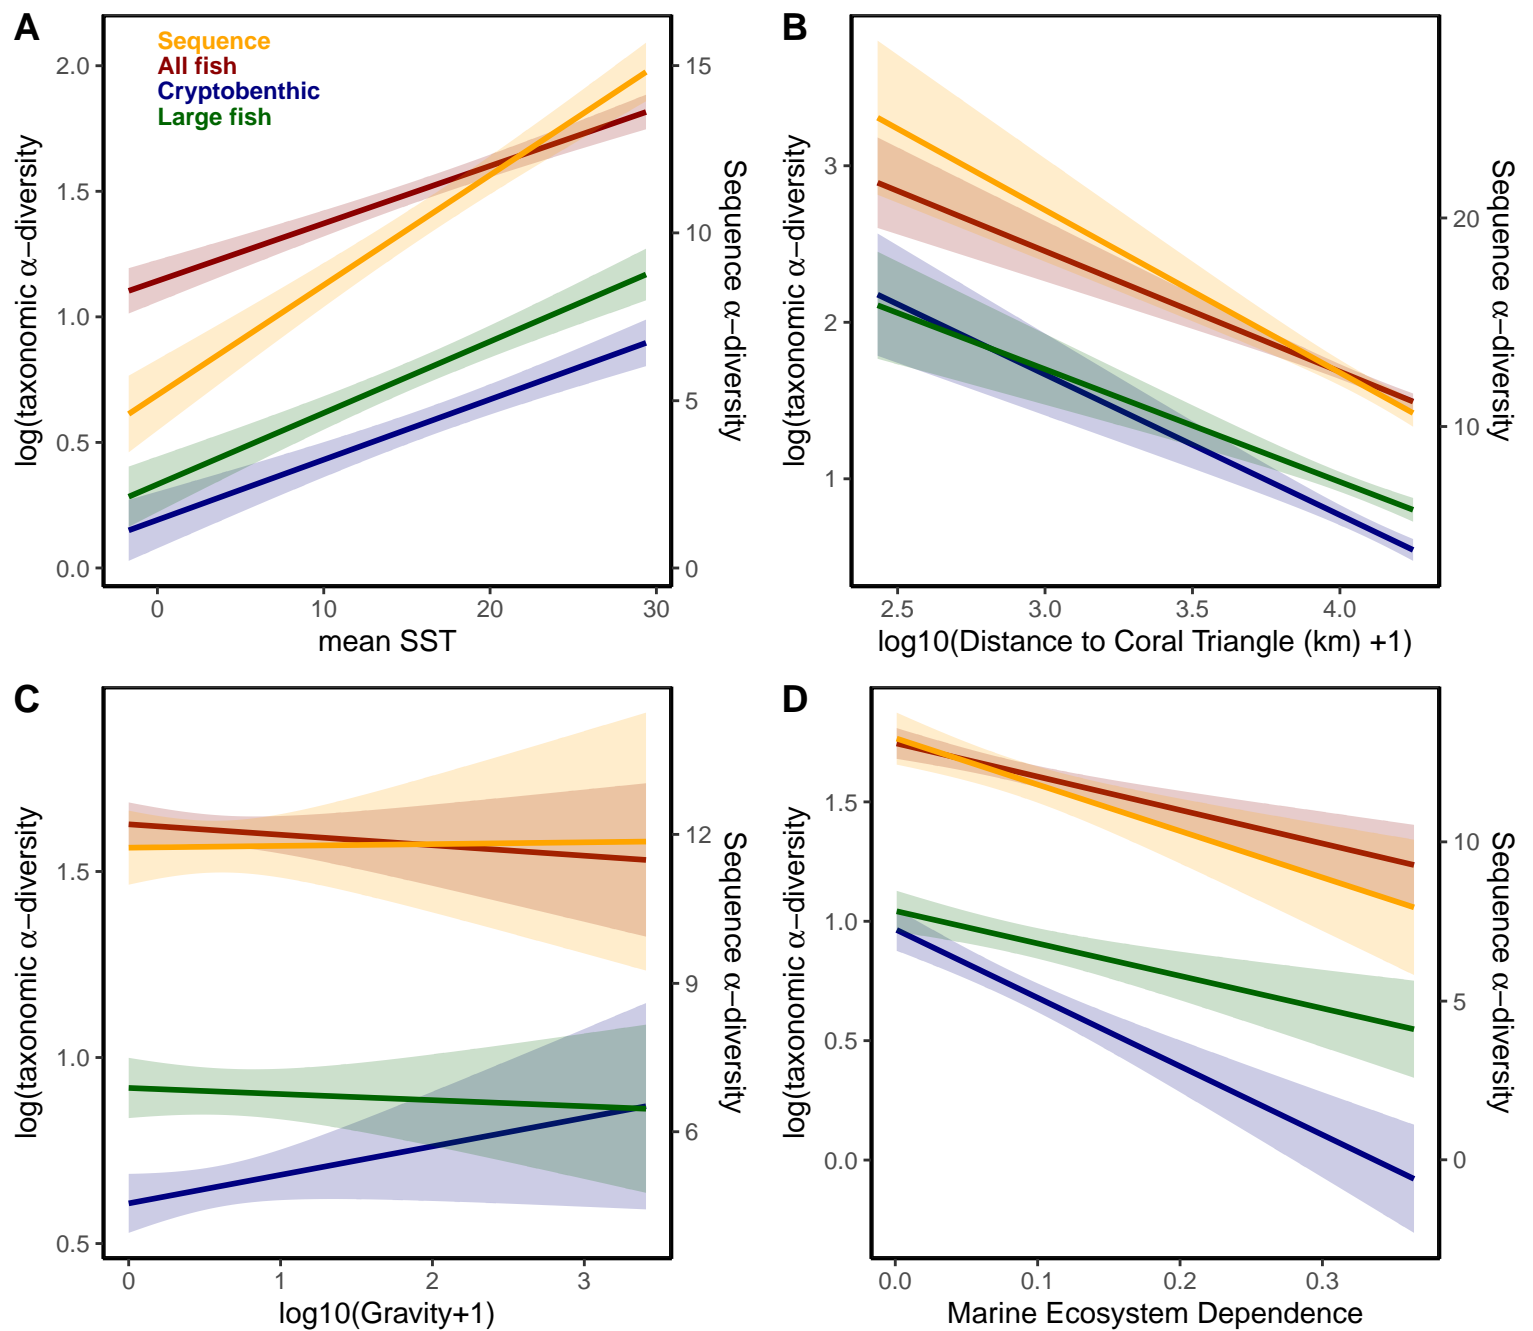 A
Sequence
All fish
Cryptobenthic
Large fish
log(taxonomic α−diversity
2.0
1.5
1.0
0.5
0.0
15
10
5
0
Sequence α−diversity
0 10 20 30
mean SST
B
log(taxonomic α−diversity
3
2
1
20
10
Sequence α−diversity
2.5 3.0 3.5 4.0
log10(Distance to Coral Triangle (km) +1)
C
log(taxonomic α−diversity
1.5
1.0
0.5
12
9
6
Sequence α−diversity
0 1 2 3
log10(Gravity+1)
D
log(taxonomic α−diversity
1.5
1.0
0.5
0.0
10
5
0
Sequence α−diversity
0.0 0.1 0.2 0.3
Marine Ecosystem Dependence